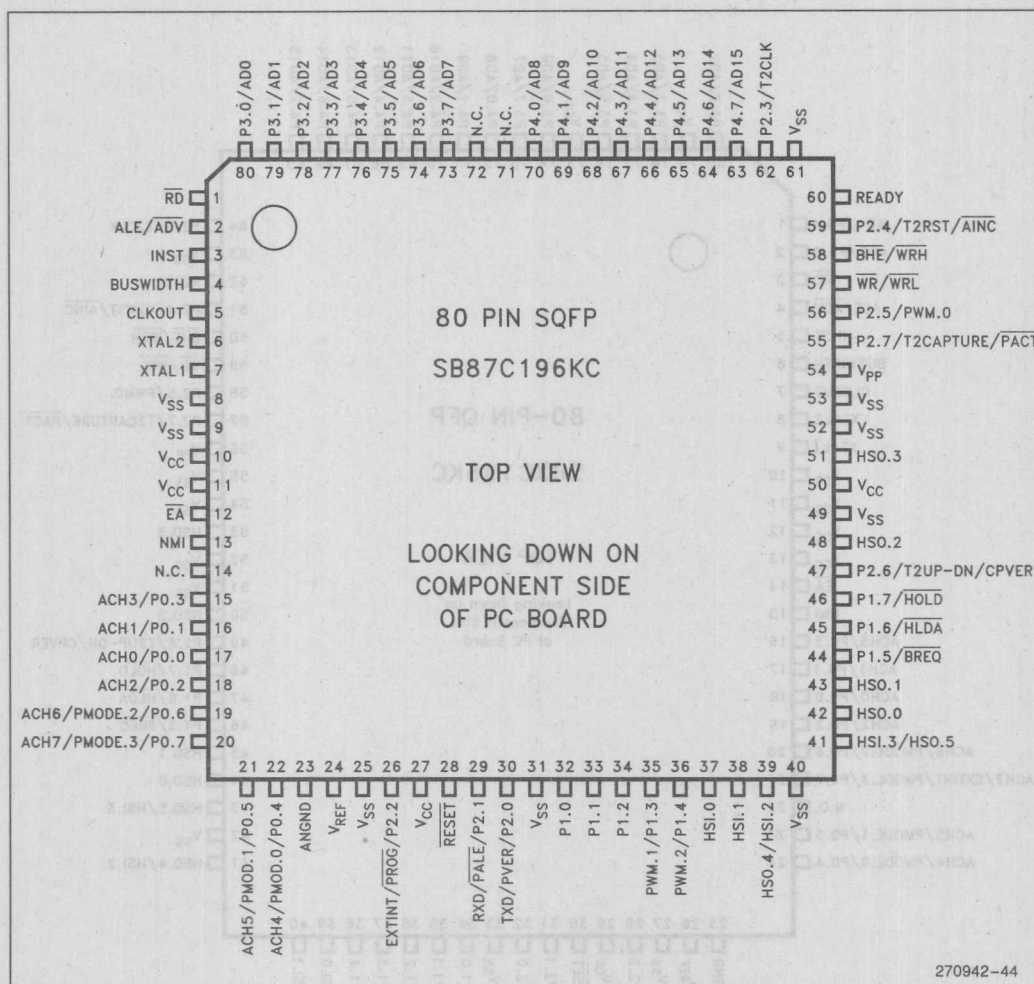 P3.0/AD0
P3.1/AD1
P3.2/AD2
P3.3/AD3
P3.4/AD4
P3.5/AD5
P3.6/AD6
P3.7/AD7
N.C.
N.C.
P4.0/AD8
P4.1/AD9
P4.2/AD10
P4.3/AD11
P4.4/AD12
P4.5/AD13
P4.6/AD14
P4.7/AD15
P2.3/T2CLK
VSS
80 79 78 77 76 75 74 73 72 71 70 69 68 67 66 65 64 63 62 61
RD 1
ALE/ADV 2
INST 3
BUSWIDTH 4
CLKOUT 5
XTAL2 6
XTAL1 7
VSS 8
VSS 9
VCC 10
VCC 11
EA 12
NMI 13
N.C. 14
ACH3/P0.3 15
ACH1/P0.1 16
ACH0/P0.0 17
ACH2/P0.2 18
ACH6/PMODE.2/P0.6 19
ACH7/PMODE.3/P0.7 20
80 PIN SQFP
SB87C196KC
TOP VIEW
LOOKING DOWN ON
COMPONENT SIDE
OF PC BOARD
60 READY
59 P2.4/T2RST/AINC
58 BHE/WRH
57 WR/WRL
56 P2.5/PWM.0
55 P2.7/T2CAPTURE/PACT
54 VPP
53 VSS
52 VSS
51 HSO.3
50 VCC
49 VSS
48 HSO.2
47 P2.6/T2UP-DN/CPVER
46 P1.7/HOLD
45 P1.6/HLDA
44 P1.5/BREQ
43 HSO.1
42 HSO.0
41 HSI.3/HSO.5
21 22 23 24 25 26 27 28 29 30 31 32 33 34 35 36 37 38 39 40
ACH5/PMOD.1/P0.5
ACH4/PMOD.0/P0.4
ANGND
VREF
VSS
EXTINT/PROG/P2.2
VCC
RESET
RXD/PALE/P2.1
TXD/PVER/P2.0
VSS
P1.0
P1.1
P1.2
PWM.1/P1.3
PWM.2/P1.4
HSI.0
HSI.1
HSO.4/HSI.2
VSS
270942-44